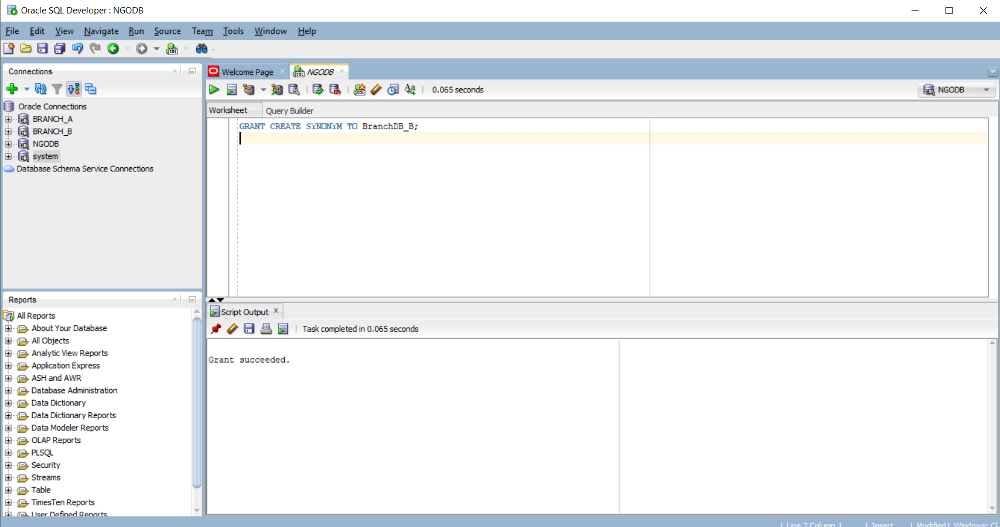 Oracle SQL Developer : NGODB
File Edit View Navigate Run Source Team Tools Window Help
Connections
Oracle Connections
BRANCH_A
BRANCH_B
NGODB
system
Database Schema Service Connections
Reports
All Reports
About Your Database
All Objects
Analytic View Reports
Application Express
ASH and AWR
Database Administration
Data Dictionary
Data Dictionary Reports
Data Modeler Reports
OLAP Reports
PLSQL
Security
Streams
Table
TimesTen Reports
User Defined Reports
Welcome Page
NGODB
0.065 seconds
NGODB
Worksheet Query Builder
GRANT CREATE SYNONYM TO BranchDB_B;
Script Output
Task completed in 0.065 seconds
Grant succeeded.
Line 2 Column 1 Insert Modified Windows: